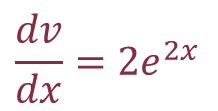 dv/dx = 2e^{2x}